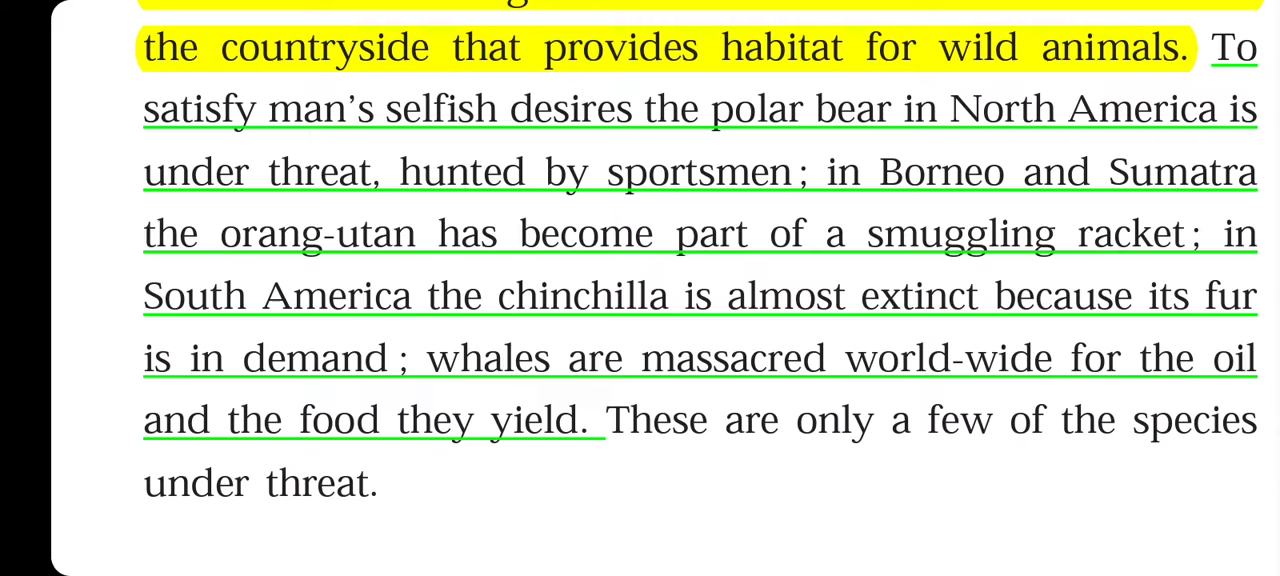 the countryside that provides habitat for wild animals. To
satisfy man's selfish desires the polar bear in North America is
under threat, hunted by sportsmen; in Borneo and Sumatra
the orang-utan has become part of a smuggling racket; in
South America the chinchilla is almost extinct because its fur
is in demand; whales are massacred world-wide for the oil
and the food they yield. These are only a few of the species
under threat.